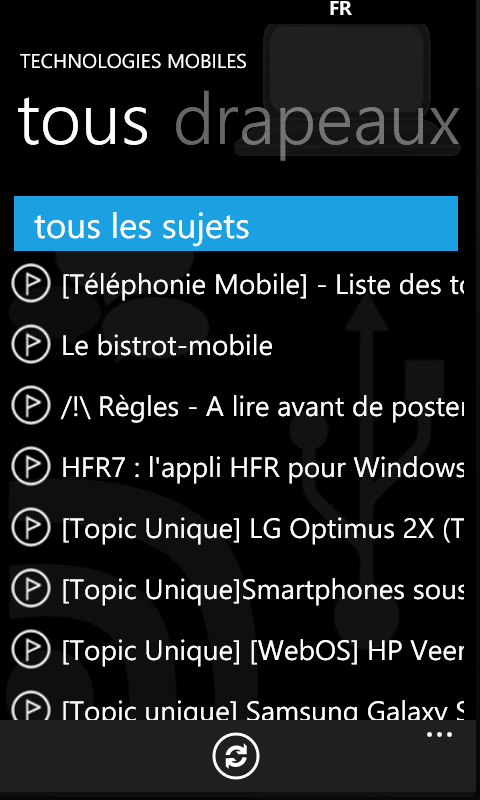 FR
TECHNOLOGIES MOBILES
tous drapeaux
tous les sujets
[Téléphonie Mobile] - Liste des to
Le bistrot-mobile
/!\ Règles - A lire avant de poster
HFR7 : l'appli HFR pour Windows
[Topic Unique] LG Optimus 2X (T
[Topic Unique]Smartphones sous
[Topic Unique] [WebOS] HP Veer
[Topic unique] Samsung Galaxy S